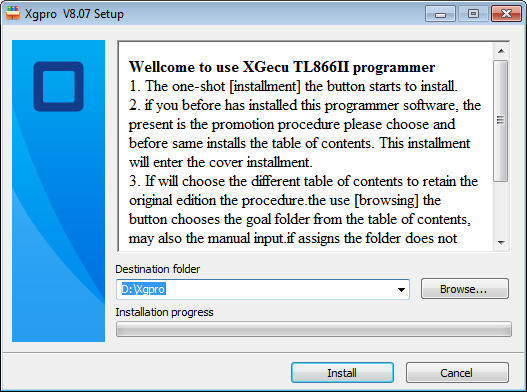 Xgpro  V8.07 Setup
Wellcome to use XGecu TL866II programmer
1. The one-shot [installment] the button starts to install.
2. if you before has installed this programmer software, the
present is the promotion procedure please choose and
before same installs the table of contents. This installment
will enter the cover installment.
3. If will choose the different table of contents to retain the
original edition the procedure.the use [browsing] the
button chooses the goal folder from the table of contents,
may also the manual input.if assigns the folder does not
Destination folder
D:\Xgpro
Browse...
Installation progress
Install
Cancel